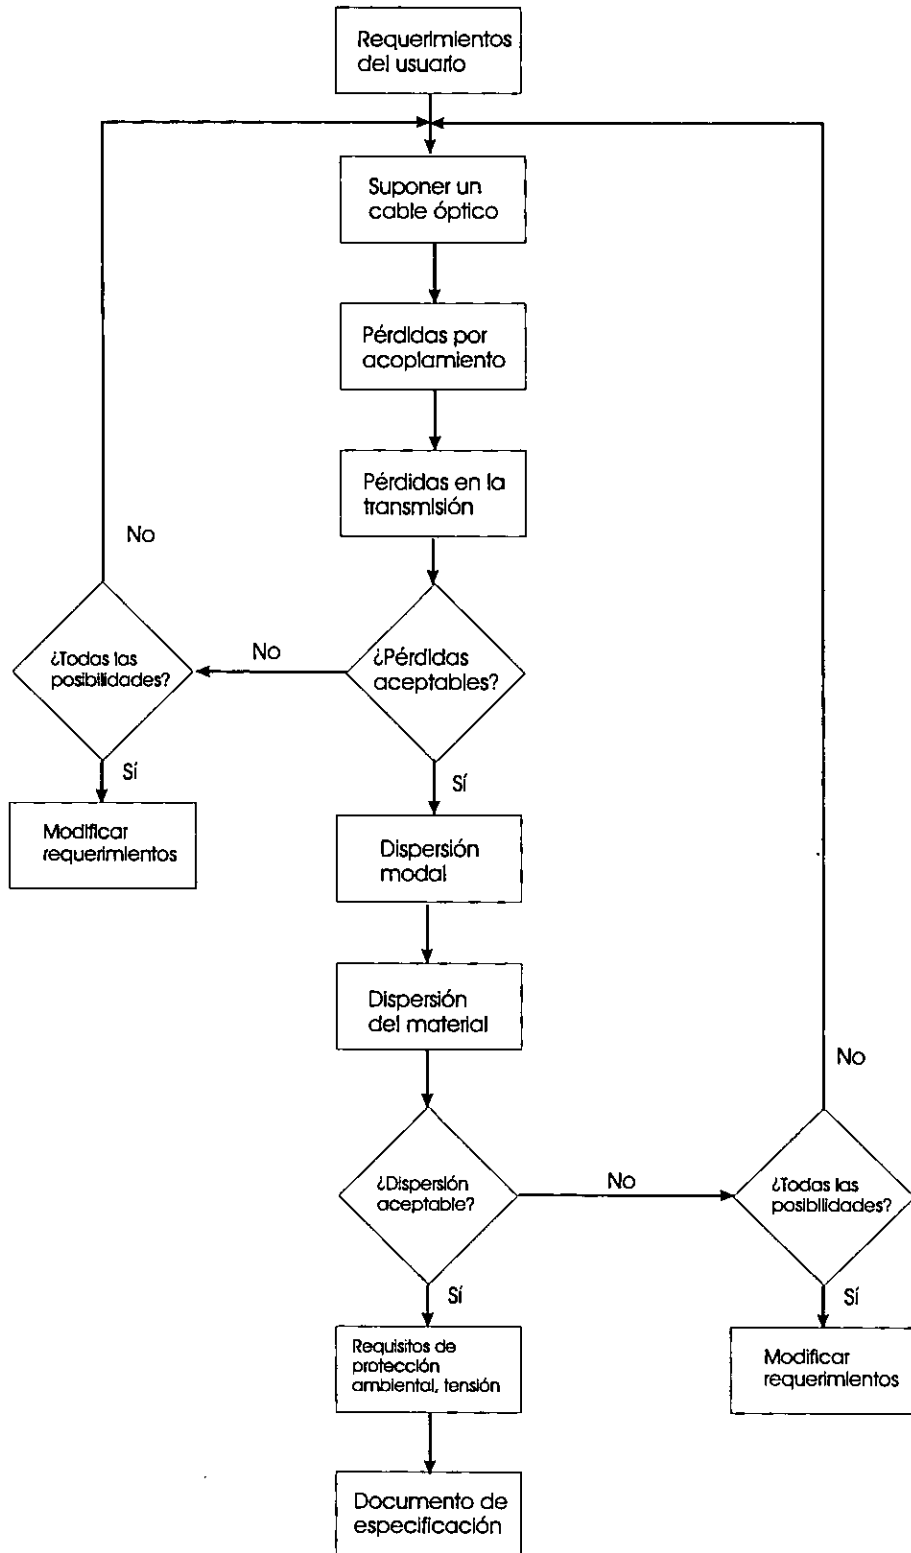 Requerimientos
del usuario
Suponer un
cable óptico
Pérdidas por
acoplamiento
Pérdidas en la
transmisión
No
¿Todas las
posibilidades?
No
¿Pérdidas
aceptables?
Sí
Sí
Modificar
requerimientos
Dispersión
modal
Dispersión
del material
No
¿Dispersión
aceptable?
No
¿Todas las
posibilidades?
Sí
Sí
Requisitos de
protección
ambiental, tensión
Modificar
requerimientos
Documento de
especificación